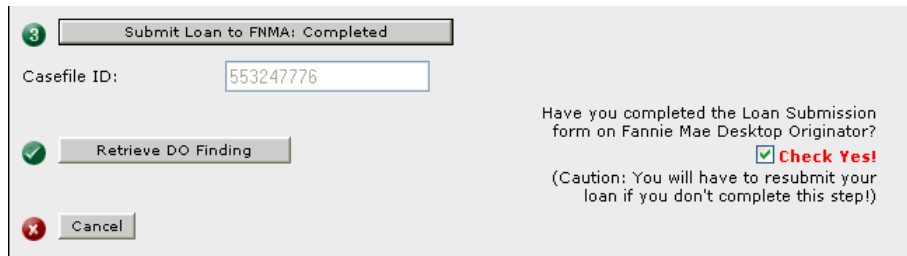 3 Submit Loan to FNMA: Completed
Casefile ID: 553247776
Have you completed the Loan Submission
form on Fannie Mae Desktop Originator?
Retrieve DO Finding
Check Yes!
(Caution: You will have to resubmit your
loan if you don't complete this step!)
Cancel